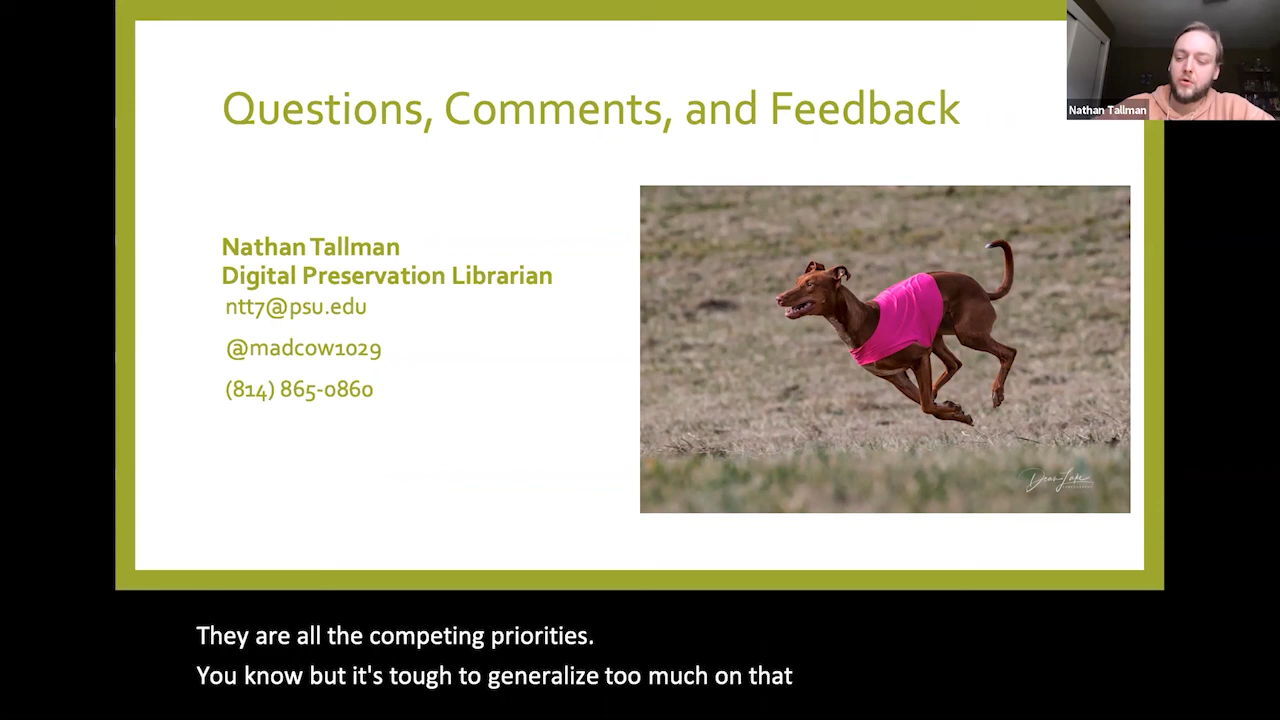 Questions, Comments, and Feedback
Nathan Tallman
Nathan Tallman
Digital Preservation Librarian
ntt7@psu.edu
@madcow1029
(814) 865-0860
They are all the competing priorities.
You know but it's tough to generalize too much on that